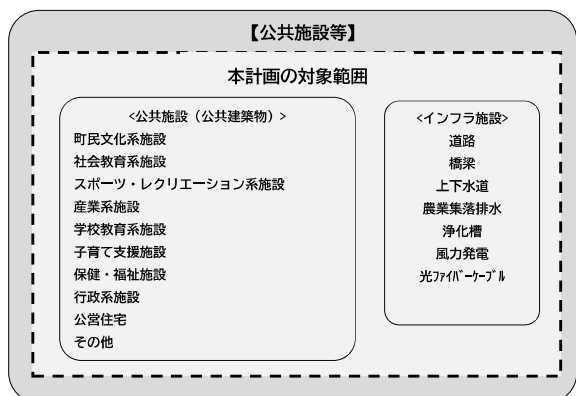 【公共施設等】
本計画の対象範囲
<公共施設（公共建築物）>
町民文化系施設
社会教育系施設
スポーツ・レクリエーション系施設
産業系施設
学校教育系施設
子育て支援施設
保健・福祉施設
行政系施設
公営住宅
その他
<インフラ施設>
道路
橋梁
上下水道
農業集落排水
浄化槽
風力発電
光ﾌｧｲﾊﾞｰｹｰﾌﾞﾙ